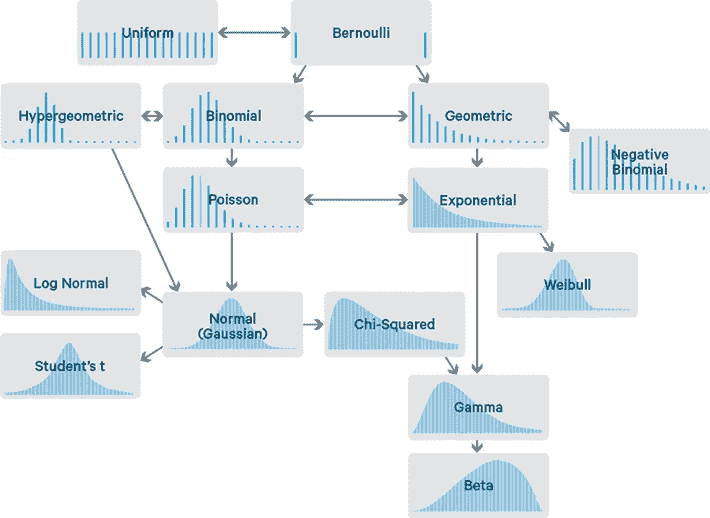 Uniform
Bernoulli
Hypergeometric
Binomial
Geometric
Negative
Binomial
Poisson
Exponential
Log Normal
Weibull
Normal
(Gaussian)
Chi-Squared
Student's t
Gamma
Beta